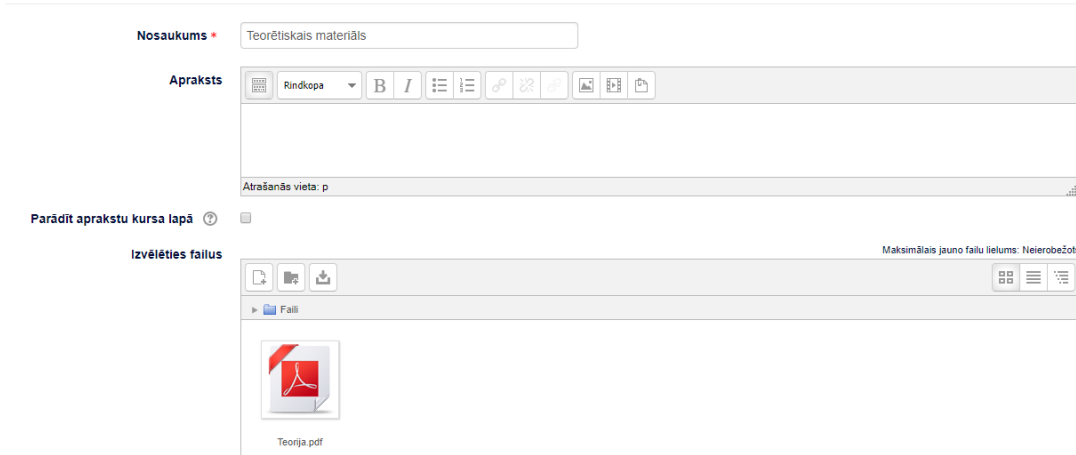 Nosaukums *
Teorētiskais materiāls
Apraksts
Rindkopa
B I
Atrašanās vieta: p
Parādīt aprakstu kursa lapā ?
Izvēlēties failus
Maksimālais jauno failu lielums: Neierobežots
Faili
Teorija.pdf